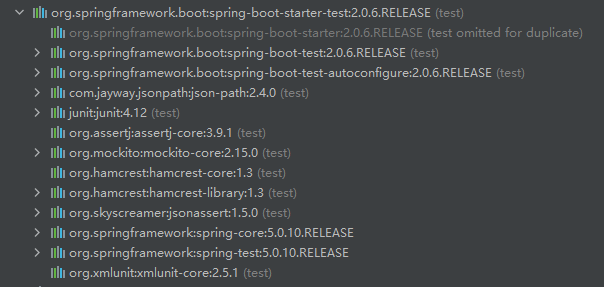 org.springframework.boot:spring-boot-starter-test:2.0.6.RELEASE (test)
org.springframework.boot:spring-boot-starter:2.0.6.RELEASE (test omitted for duplicate)
org.springframework.boot:spring-boot-test:2.0.6.RELEASE (test)
org.springframework.boot:spring-boot-test-autoconfigure:2.0.6.RELEASE (test)
com.jayway.jsonpath:json-path:2.4.0 (test)
junit:junit:4.12 (test)
org.assertj:assertj-core:3.9.1 (test)
org.mockito:mockito-core:2.15.0 (test)
org.hamcrest:hamcrest-core:1.3 (test)
org.hamcrest:hamcrest-library:1.3 (test)
org.skyscreamer:jsonassert:1.5.0 (test)
org.springframework:spring-core:5.0.10.RELEASE
org.springframework:spring-test:5.0.10.RELEASE (test)
org.xmlunit:xmlunit-core:2.5.1 (test)